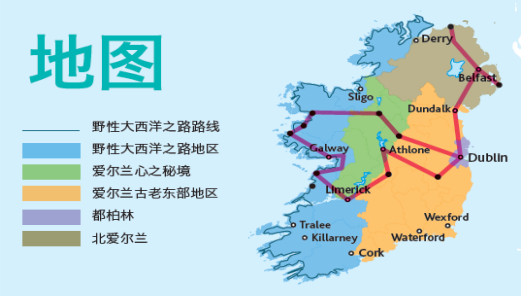 地图
野性大西洋之路路线
野性大西洋之路地区
爱尔兰心之秘境
爱尔兰古老东部地区
都柏林
北爱尔兰
Derry
Belfast
Sligo
Dundalk
Galway
Athlone
Dublin
Limerick
Wexford
Tralee
Killarney
Waterford
Cork